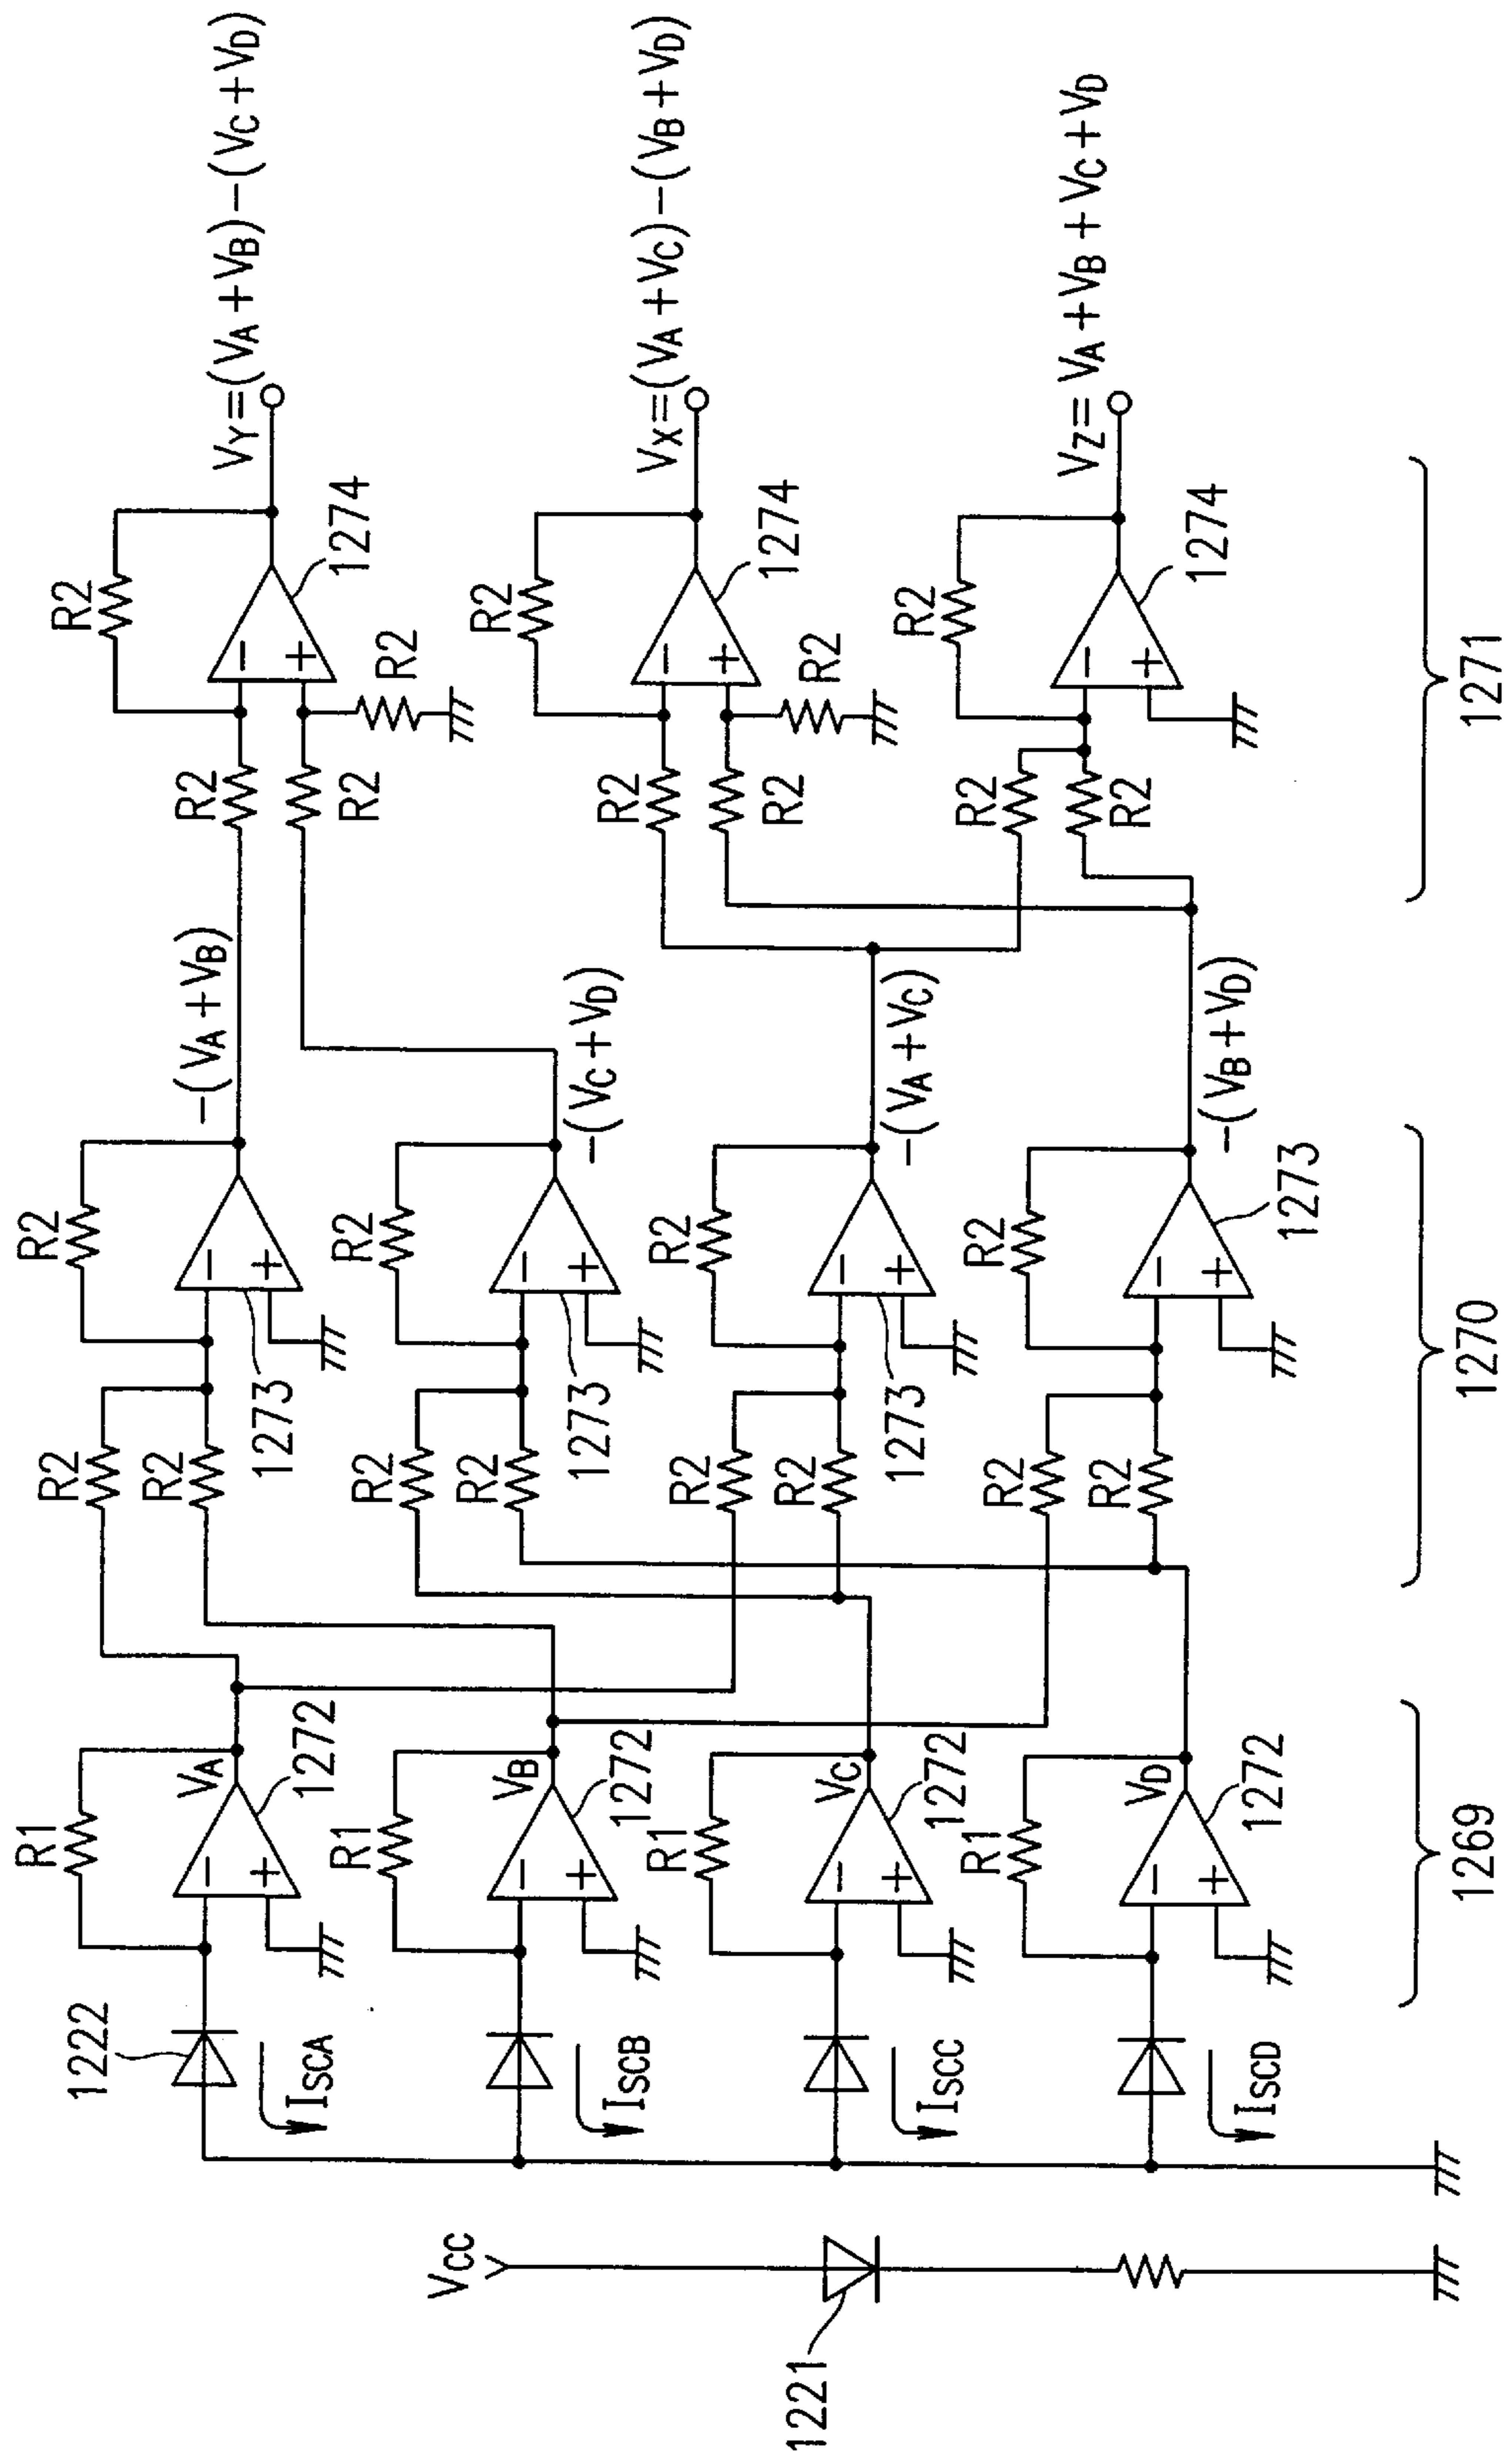 VCC
1221
1222
ISCA
ISCB
ISCC
ISCD
R1
VA
1272
R1
VB
1272
R1
VC
1272
R1
VD
1272
1269
R2
R2
R2
1273
−(VA+VB)
R2
R2
R2
1273
−(VC+VD)
R2
R2
R2
1273
−(VA+VC)
R2
R2
R2
1273
−(VB+VD)
1270
R2
R2
R2
R2
1274
VY=(VA+VB)−(VC+VD)
R2
R2
R2
R2
1274
VX=(VA+VC)−(VB+VD)
R2
R2
R2
1274
VZ=VA+VB+VC+VD
1271
− +
− +
− +
− +
− +
− +
− +
− +
− +
− +
− +